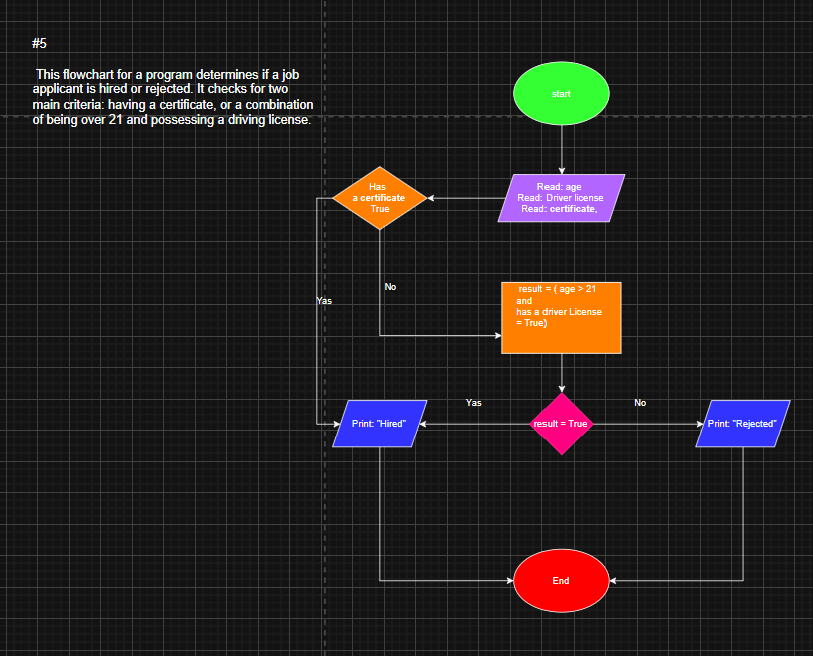 #5
This flowchart for a program determines if a job
applicant is hired or rejected. It checks for two
main criteria: having a certificate, or a combination
of being over 21 and possessing a driving license.
start
Read: age
Read: Driver license
Read:: certificate,
Has
a certificate
True
No
Yas
result = ( age > 21
and
has a driver License
= True)
Yas
No
Print: "Hired"
result = True
Print: "Rejected"
End